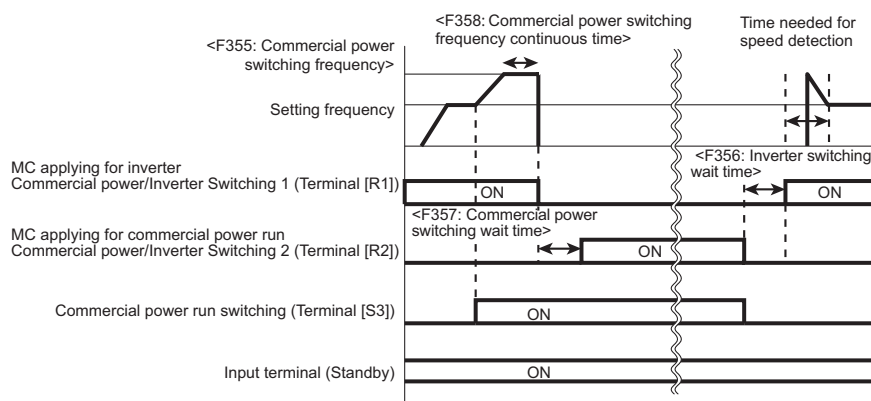 <F358: Commercial power switching
frequency continuous time>
Time needed for
speed detection
<F355: Commercial power
switching frequency>
Setting frequency
<F356: Inverter switching
wait time>
MC applying for inverter
Commercial power/Inverter Switching 1 (Terminal [R1])
ON
ON
<F357: Commercial power
switching wait time>
MC applying for commercial power run
Commercial power/Inverter Switching 2 (Terminal [R2])
ON
Commercial power run switching (Terminal [S3])
ON
Input terminal (Standby)
ON